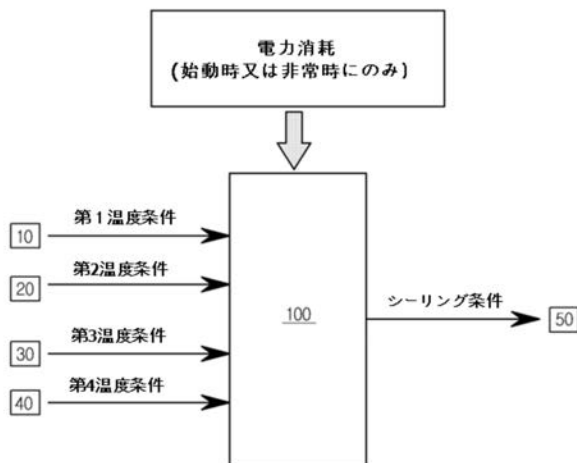 電力消耗
(始動時又は非常時にのみ)
第1温度条件
10
第2温度条件
20
第3温度条件
30
第4温度条件
40
100
シーリング条件
50